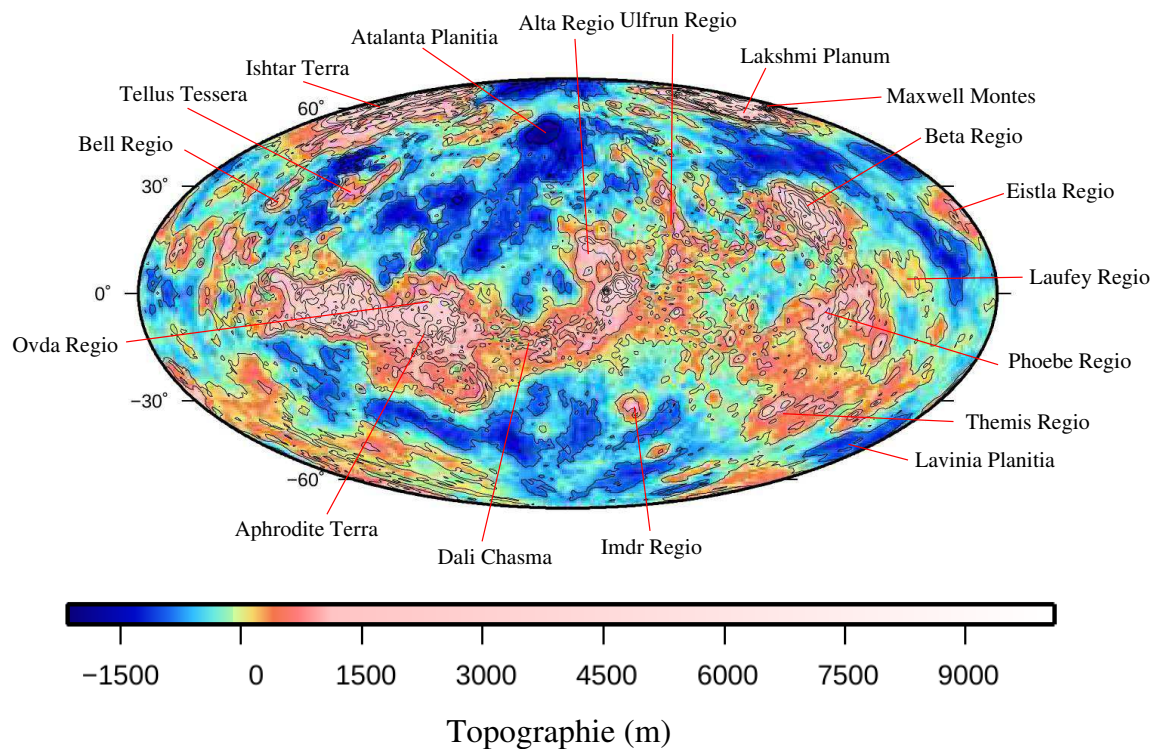 Alta Regio
Ulfrun Regio
Atalanta Planitia
Lakshmi Planum
Ishtar Terra
Maxwell Montes
Tellus Tessera
60°
Beta Regio
Bell Regio
30°
Eistla Regio
Laufey Regio
0°
Ovda Regio
Phoebe Regio
−30°
Themis Regio
Lavinia Planitia
−60°
Aphrodite Terra
Dali Chasma
Imdr Regio
−1500 0 1500 3000 4500 6000 7500 9000
Topographie (m)